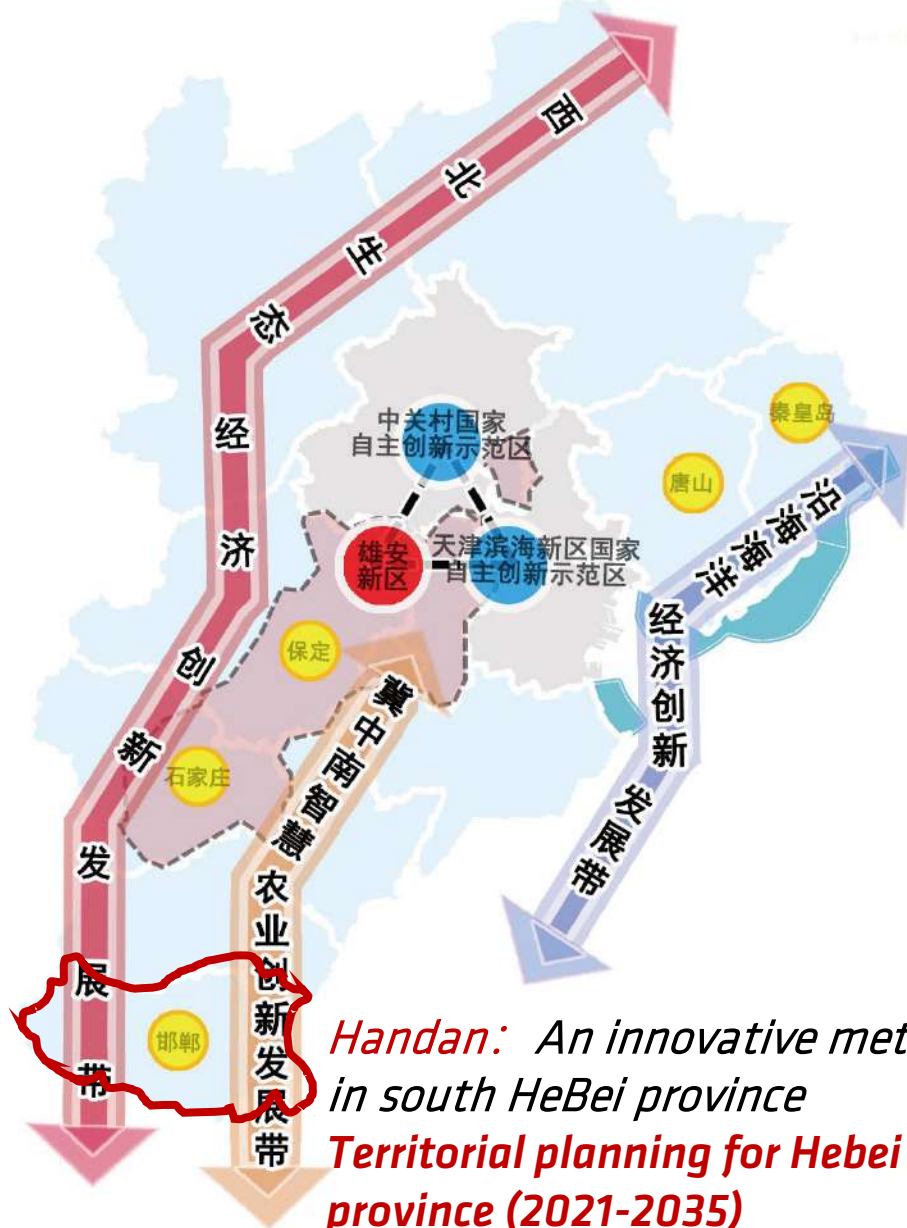 西北生态经济创新发展带
中关村国家
自主创新示范区
秦皇岛
唐山
沿海海洋经济创新发展带
雄安
新区
天津滨海新区国家
自主创新示范区
保定
冀中南智慧农业创新发展带
石家庄
邯郸
Handan: An innovative met
in south HeBei province
Territorial planning for Hebei
province (2021-2035)